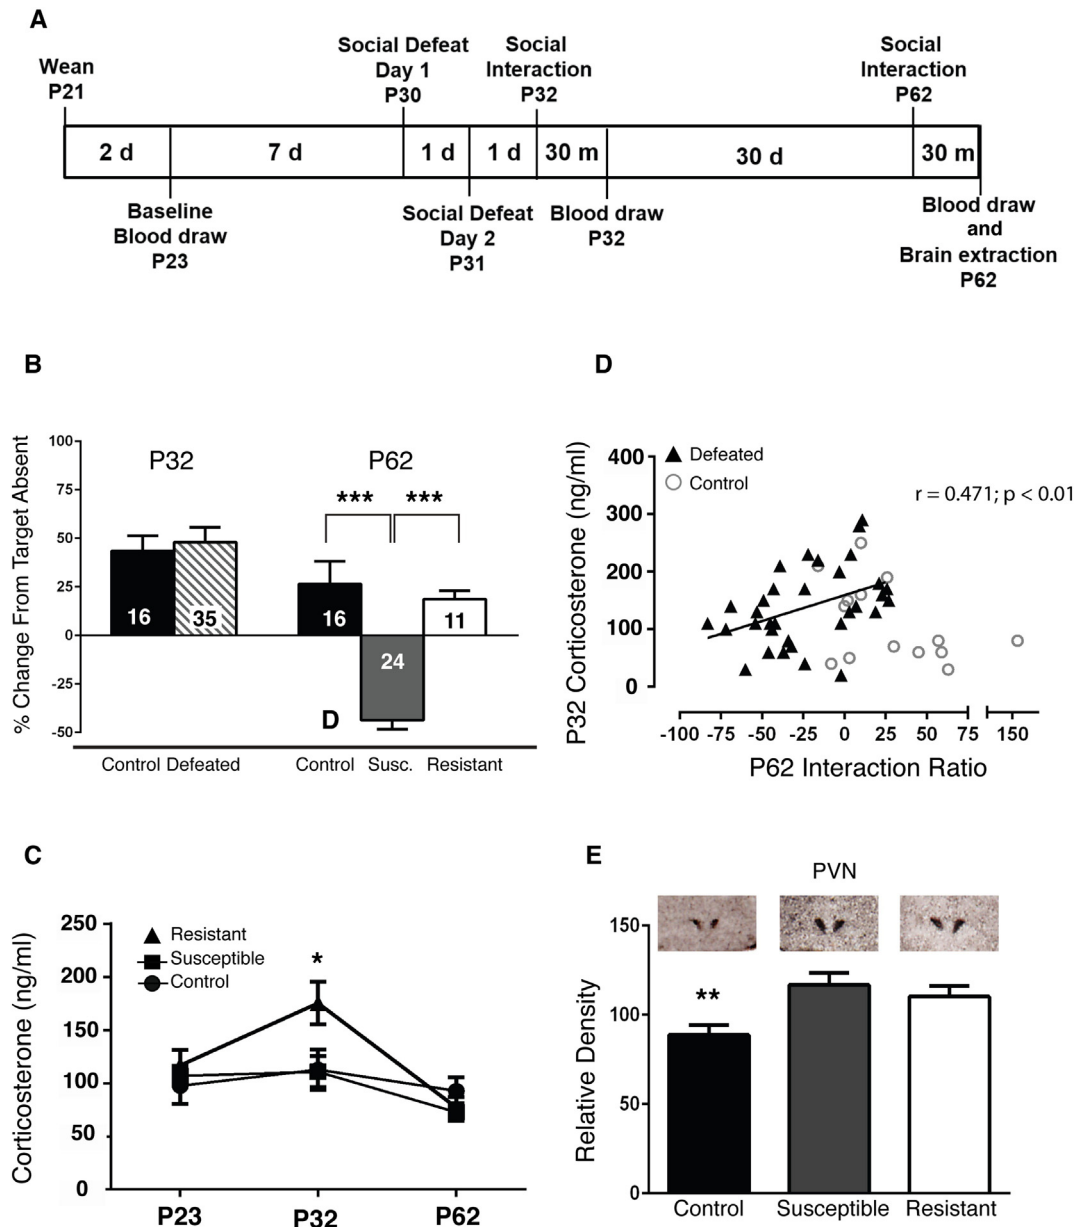 A
Wean
P21
Social Defeat
Day 1
P30
Social
Interaction
P32
Social
Interaction
P62
2 d
7 d
1 d
1 d
30 m
30 d
30 m
Baseline
Blood draw
P23
Social Defeat
Day 2
P31
Blood draw
P32
Blood draw
and
Brain extraction
P62
B
% Change From Target Absent
100
75
50
25
0
-25
-50
P32
P62
***
***
16
35
16
24
11
D
Control Defeated
Control Susc. Resistant
D
P32 Corticosterone (ng/ml)
400
300
200
100
0
Defeated
Control
r = 0.471; p < 0.01
-100 -75 -50 -25 0 25 50 75 150
P62 Interaction Ratio
C
Corticosterone (ng/ml)
250
200
150
100
50
0
Resistant
Susceptible
Control
*
P23 P32 P62
E
PVN
Relative Density
150
100
50
0
**
Control Susceptible Resistant